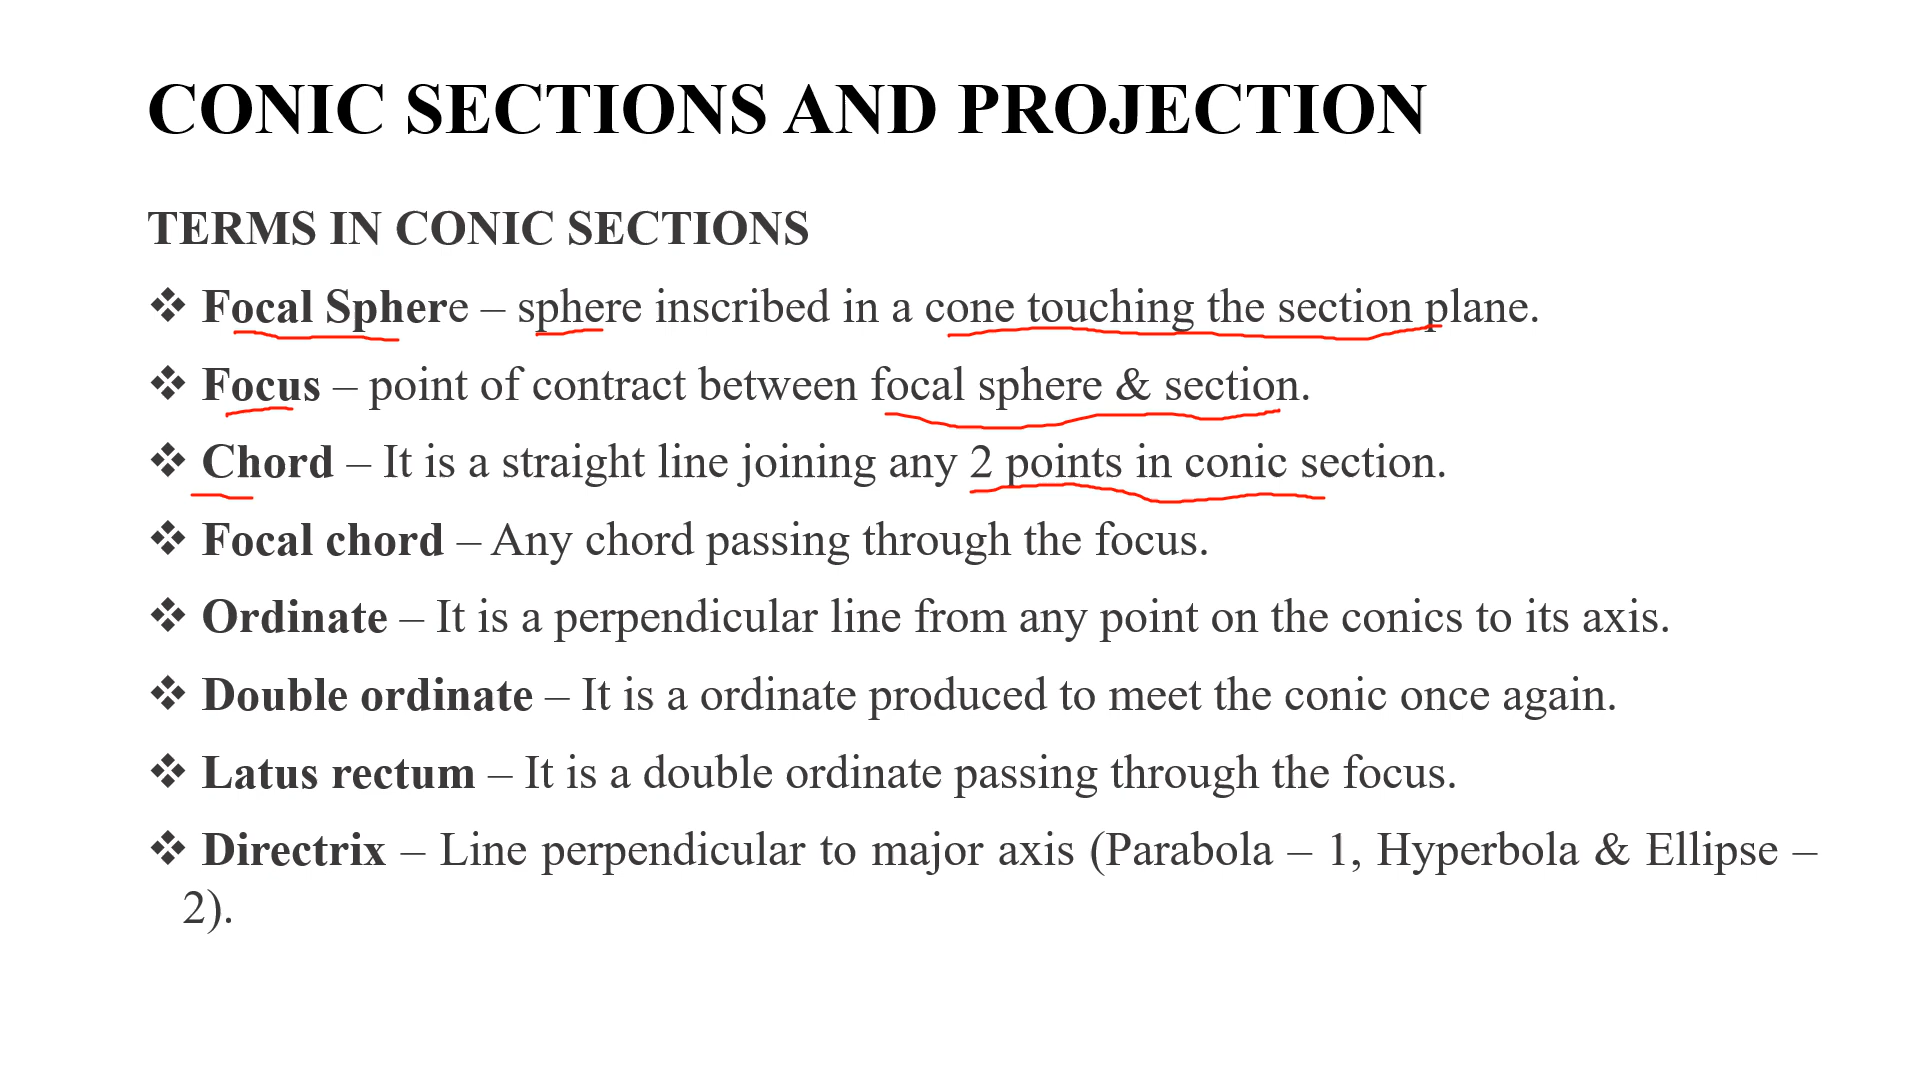 CONIC SECTIONS AND PROJECTION
TERMS IN CONIC SECTIONS
❖ Focal Sphere – sphere inscribed in a cone touching the section plane.
❖ Focus – point of contract between focal sphere & section.
❖ Chord – It is a straight line joining any 2 points in conic section.
❖ Focal chord – Any chord passing through the focus.
❖ Ordinate – It is a perpendicular line from any point on the conics to its axis.
❖ Double ordinate – It is a ordinate produced to meet the conic once again.
❖ Latus rectum – It is a double ordinate passing through the focus.
❖ Directrix – Line perpendicular to major axis (Parabola – 1, Hyperbola & Ellipse –
2).